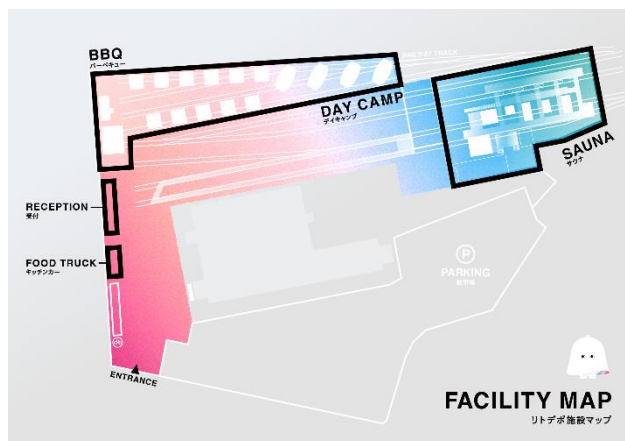 BBQ
バーベキュー
RAILWAY TRACK
DAY CAMP
デイキャンプ
SAUNA
サウナ
RECEPTION
受付
FOOD TRUCK
キッチンカー
P
PARKING
駐車場
ENTRANCE
FACILITY MAP
リトデポ施設マップ